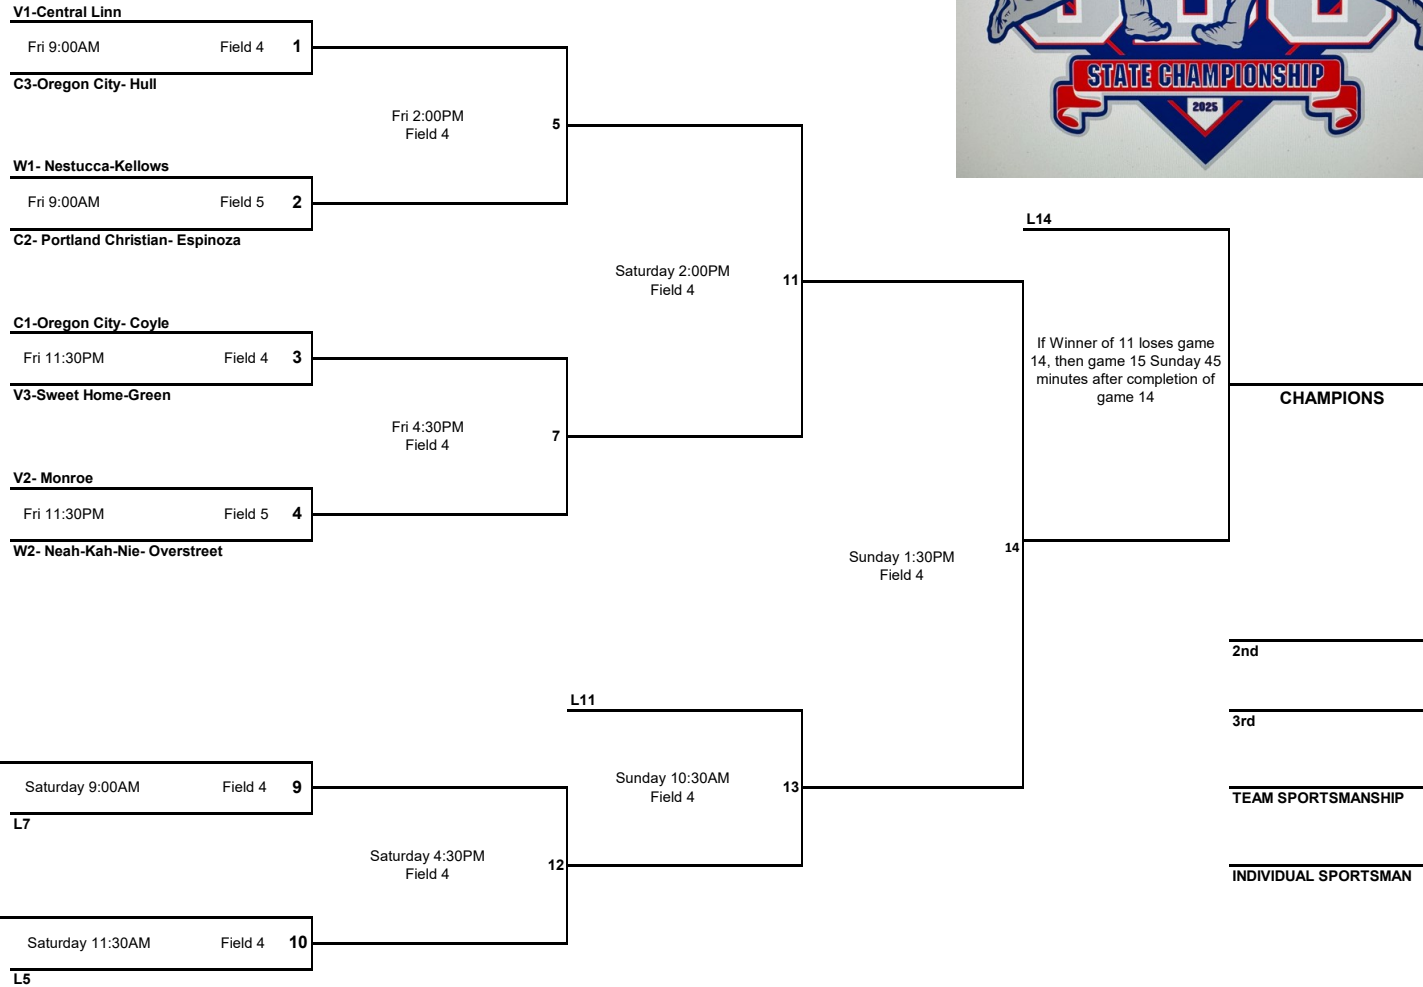 V1-Central Linn
Fri 9:00AM Field 4 1
C3-Oregon City- Hull
Fri 2:00PM
Field 4
5
W1- Nestucca-Kellows
Fri 9:00AM Field 5 2
C2- Portland Christian- Espinoza
Saturday 2:00PM
Field 4
11
C1-Oregon City- Coyle
Fri 11:30PM Field 4 3
V3-Sweet Home-Green
Fri 4:30PM
Field 4
7
V2- Monroe
Fri 11:30PM Field 5 4
W2- Neah-Kah-Nie- Overstreet
STATE CHAMPIONSHIP
2025
L14
If Winner of 11 loses game
14, then game 15 Sunday 45
minutes after completion of
game 14
CHAMPIONS
Sunday 1:30PM
Field 4
14
2nd
3rd
TEAM SPORTSMANSHIP
INDIVIDUAL SPORTSMAN
L11
Sunday 10:30AM
Field 4
13
Saturday 9:00AM Field 4 9
L7
Saturday 4:30PM
Field 4
12
Saturday 11:30AM Field 4 10
L5